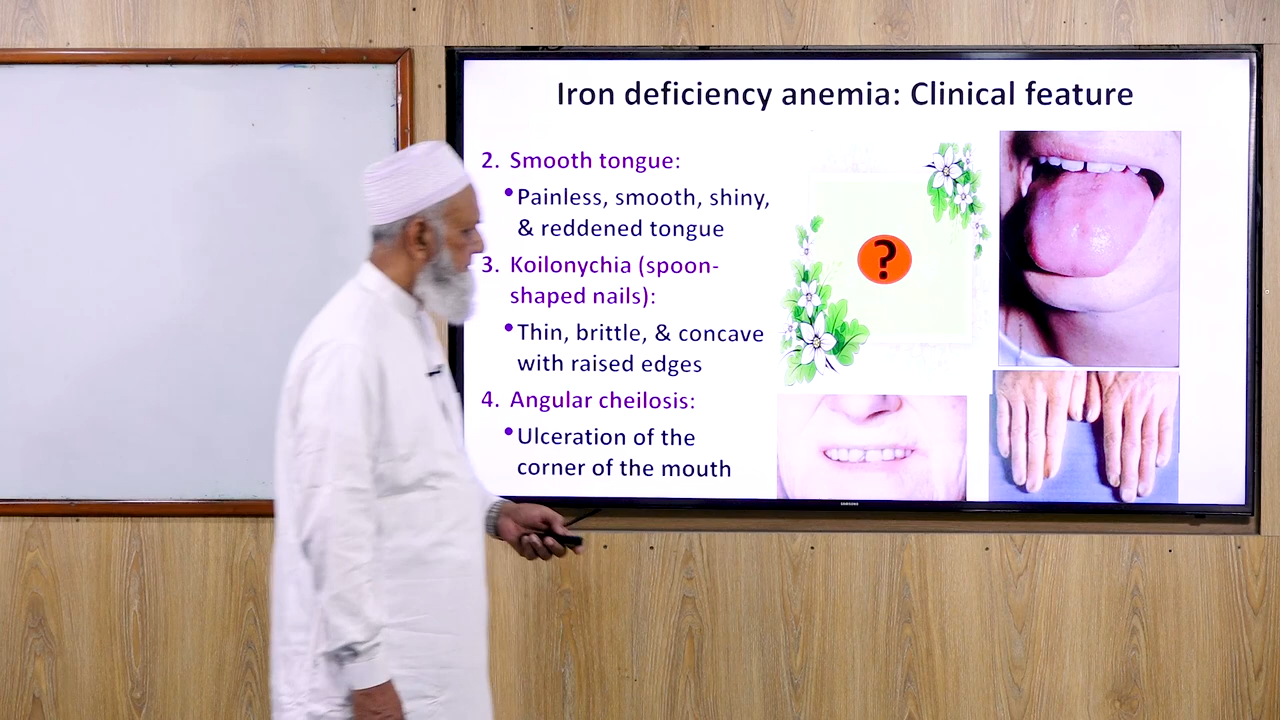 Iron deficiency anemia: Clinical feature
2. Smooth tongue:
•Painless, smooth, shiny,
& reddened tongue
3. Koilonychia (spoon-
shaped nails):
•Thin, brittle, & concave
with raised edges
4. Angular cheilosis:
•Ulceration of the
corner of the mouth
?
SAMSUNG